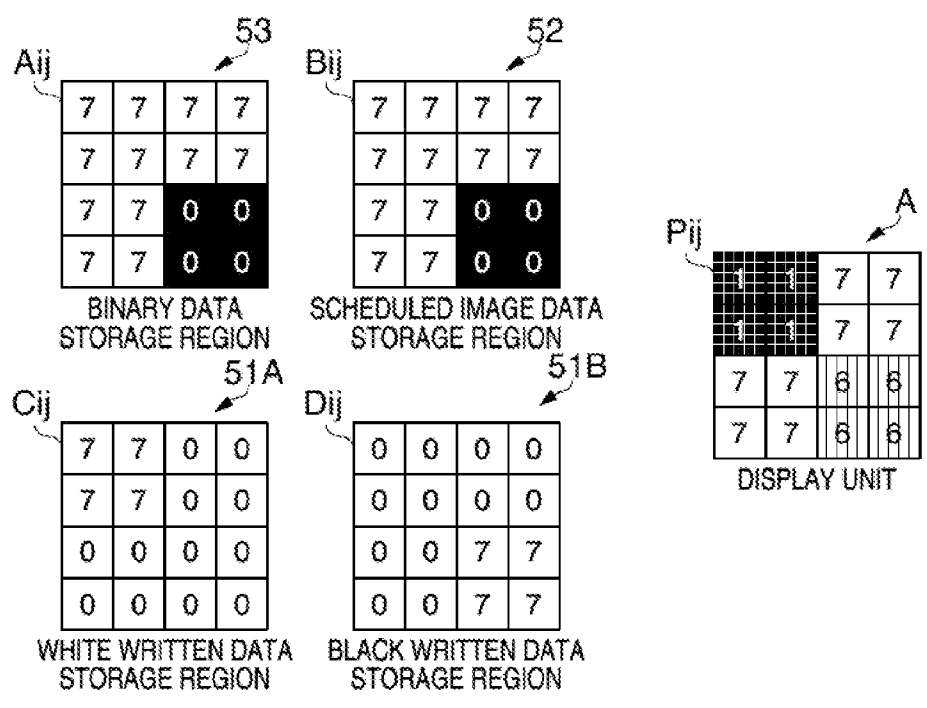 53
Aij
7 7 7 7
7 7 7 7
7 7 0 0
7 7 0 0
BINARY DATA
STORAGE REGION
52
Bij
7 7 7 7
7 7 7 7
7 7 0 0
7 7 0 0
SCHEDULED IMAGE DATA
STORAGE REGION
51A
Cij
7 7 0 0
7 7 0 0
0 0 0 0
0 0 0 0
WHITE WRITTEN DATA
STORAGE REGION
51B
Dij
0 0 0 0
0 0 0 0
0 0 7 7
0 0 7 7
BLACK WRITTEN DATA
STORAGE REGION
A
Pij
1 1 7 7
1 1 7 7
7 7 6 6
7 7 6 6
DISPLAY UNIT